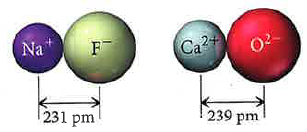 Na⁺ F⁻ Ca²⁺ O²⁻
231 pm 239 pm